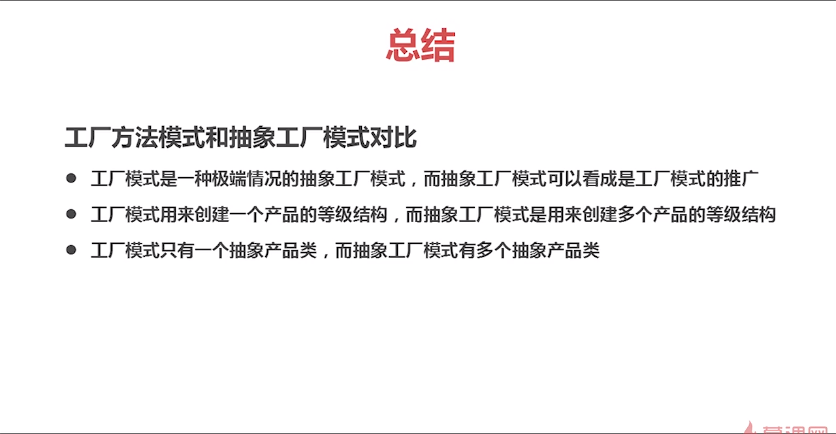 总结
工厂方法模式和抽象工厂模式对比
● 工厂模式是一种极端情况的抽象工厂模式，而抽象工厂模式可以看成是工厂模式的推广
● 工厂模式用来创建一个产品的等级结构，而抽象工厂模式是用来创建多个产品的等级结构
● 工厂模式只有一个抽象产品类，而抽象工厂模式有多个抽象产品类